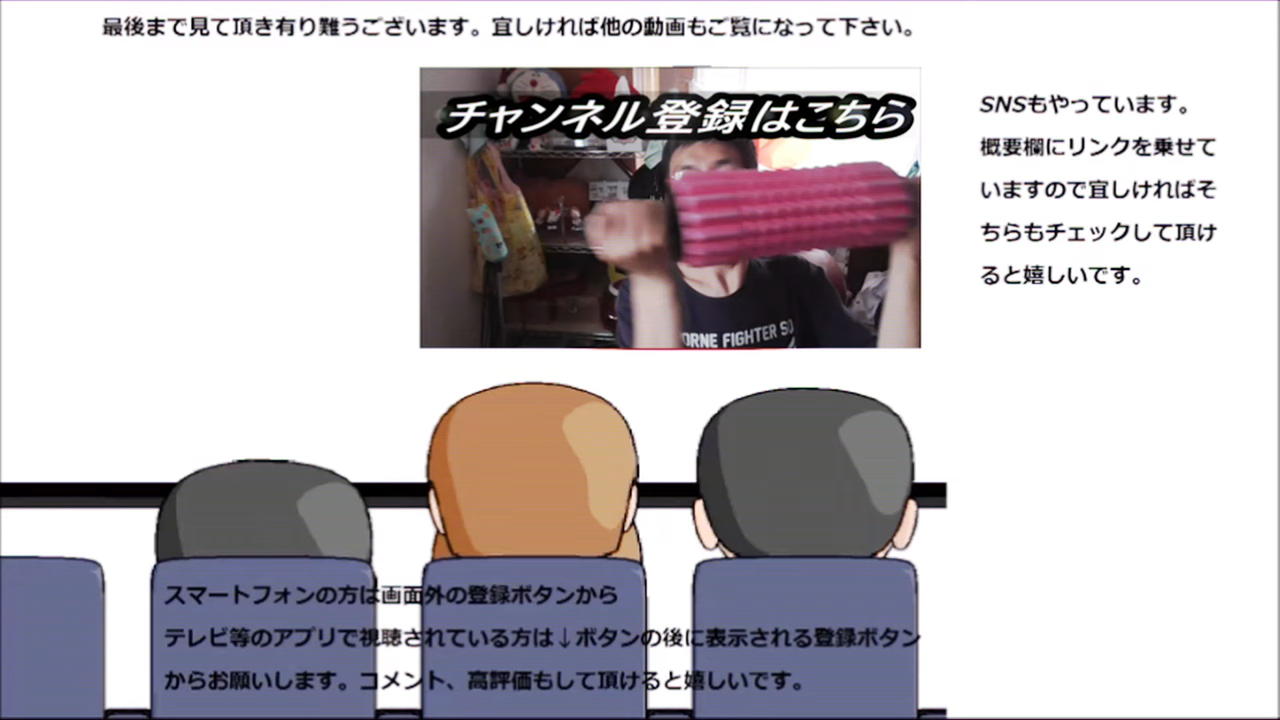 最後まで見て頂き有り難うございます。宜しければ他の動画もご覧になって下さい。
チャンネル登録はこちら
SNSもやっています。
概要欄にリンクを乗せて
いますので宜しければそ
ちらもチェックして頂け
ると嬉しいです。
ORNE FIGHTER SQ
スマートフォンの方は画面外の登録ボタンから
テレビ等のアプリで視聴されている方は↓ボタンの後に表示される登録ボタン
からお願いします。コメント、高評価もして頂けると嬉しいです。